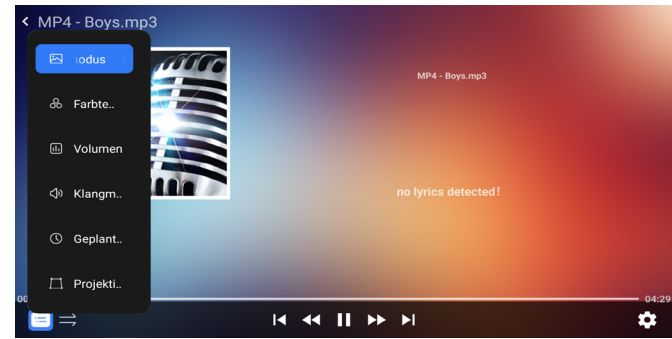 MP4 - Boys.mp3
MP4 - Boys.mp3
odus
Farbte..
Volumen
Klangm..
Geplant..
Projekti..
no lyrics detected!
04:29